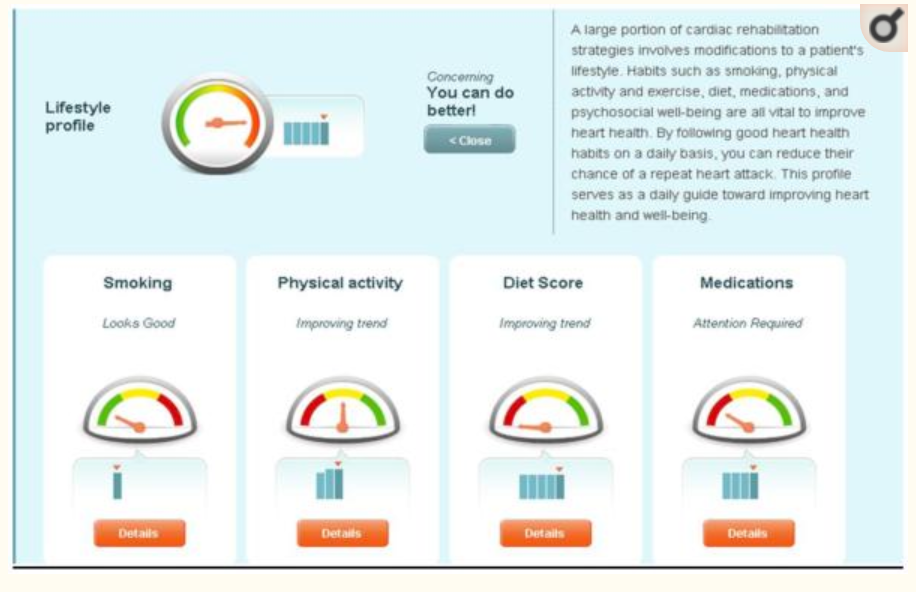 Lifestyle
profile
Concerning
You can do
better!
< Close
A large portion of cardiac rehabilitation
strategies involves modifications to a patient's
lifestyle. Habits such as smoking, physical
activity and exercise, diet, medications, and
psychosocial well-being are all vital to improve
heart health. By following good heart health
habits on a daily basis, you can reduce their
chance of a repeat heart attack. This profile
serves as a daily guide toward improving heart
health and well-being.
Smoking
Looks Good
Details
Physical activity
Improving trend
Details
Diet Score
Improving trend
Details
Medications
Attention Required
Details